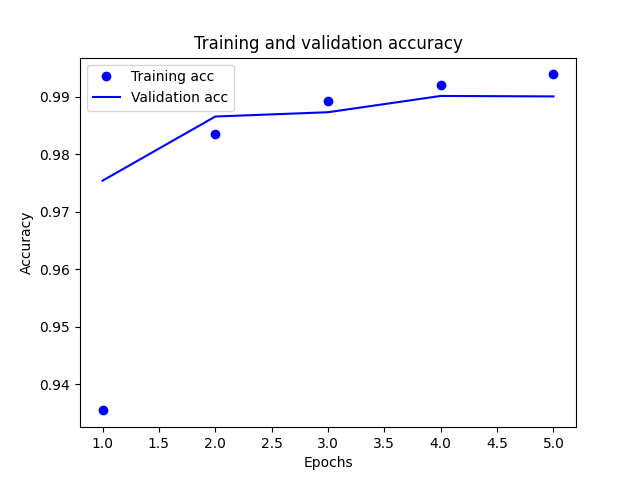 Training and validation accuracy
Training acc
Validation acc
0.99
0.98
0.97
0.96
0.95
0.94
Accuracy
1.0 1.5 2.0 2.5 3.0 3.5 4.0 4.5 5.0
Epochs